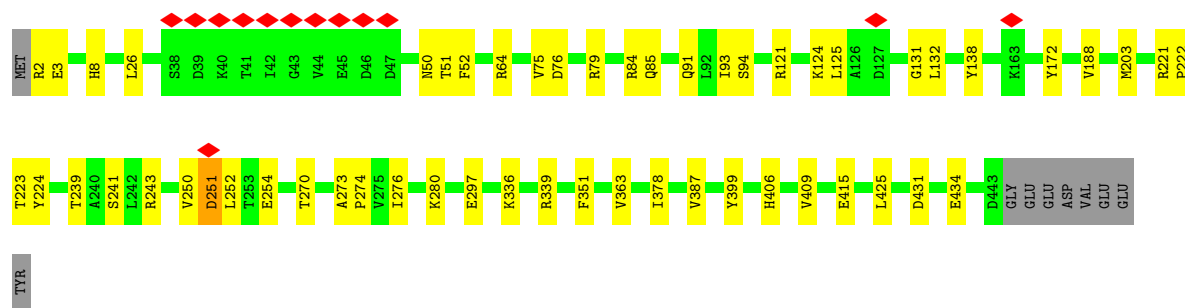 MET R2 E3 H8 L26 S38 D39 K40 T41 I42 G43 V44 E45 D46 D47 N50 T51 F52 R64 V75 D76 R79 R84 Q85 Q91 L92 I93 S94 R121 K124 L125 A126 D127 G131 L132 Y138 K163 Y172 V188 M203 R221 P222
T223 Y224 T239 A240 S241 L242 R243 V250 D251 L252 T253 E254 T270 A273 P274 V275 I276 K280 E297 K336 R339 F351 V363 I378 V387 Y399 H406 V409 E415 L425 D431 E434 D443 GLY GLU GLU ASP VAL GLU GLU
TYR